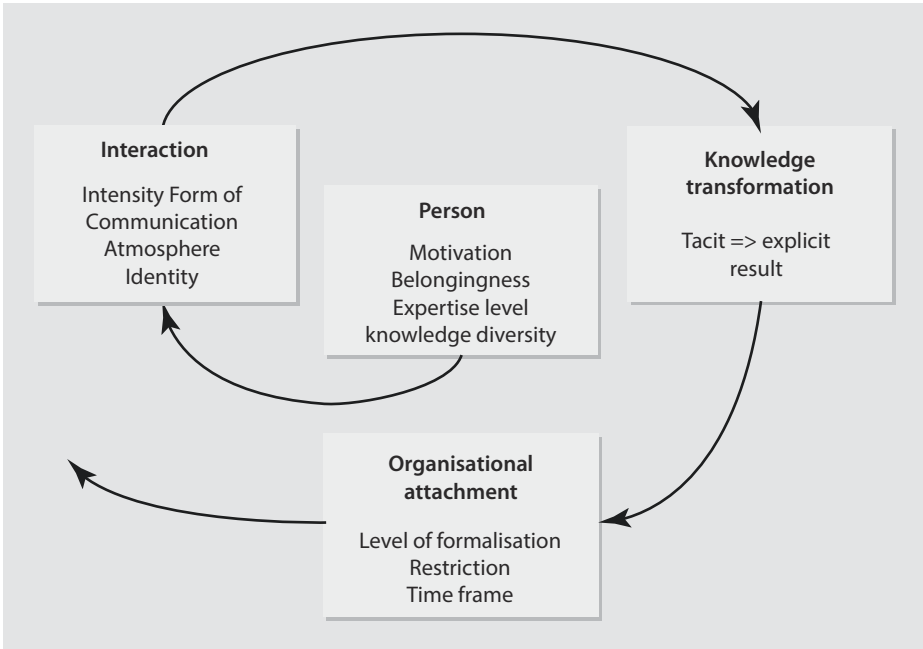 Interaction
Intensity Form of
Communication
Atmosphere
Identity
Person
Motivation
Belongingness
Expertise level
knowledge diversity
Knowledge
transformation
Tacit => explicit
result
Organisational
attachment
Level of formalisation
Restriction
Time frame